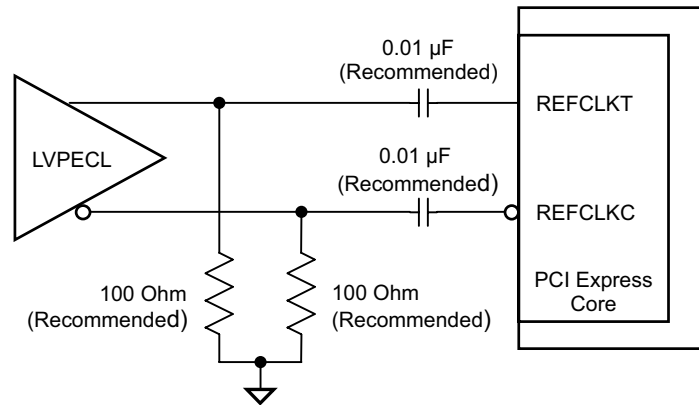 0.01 µF
(Recommended)
REFCLKT
LVPECL
0.01 µF
(Recommended)
REFCLKC
100 Ohm
(Recommended)
100 Ohm
(Recommended)
PCI Express
Core